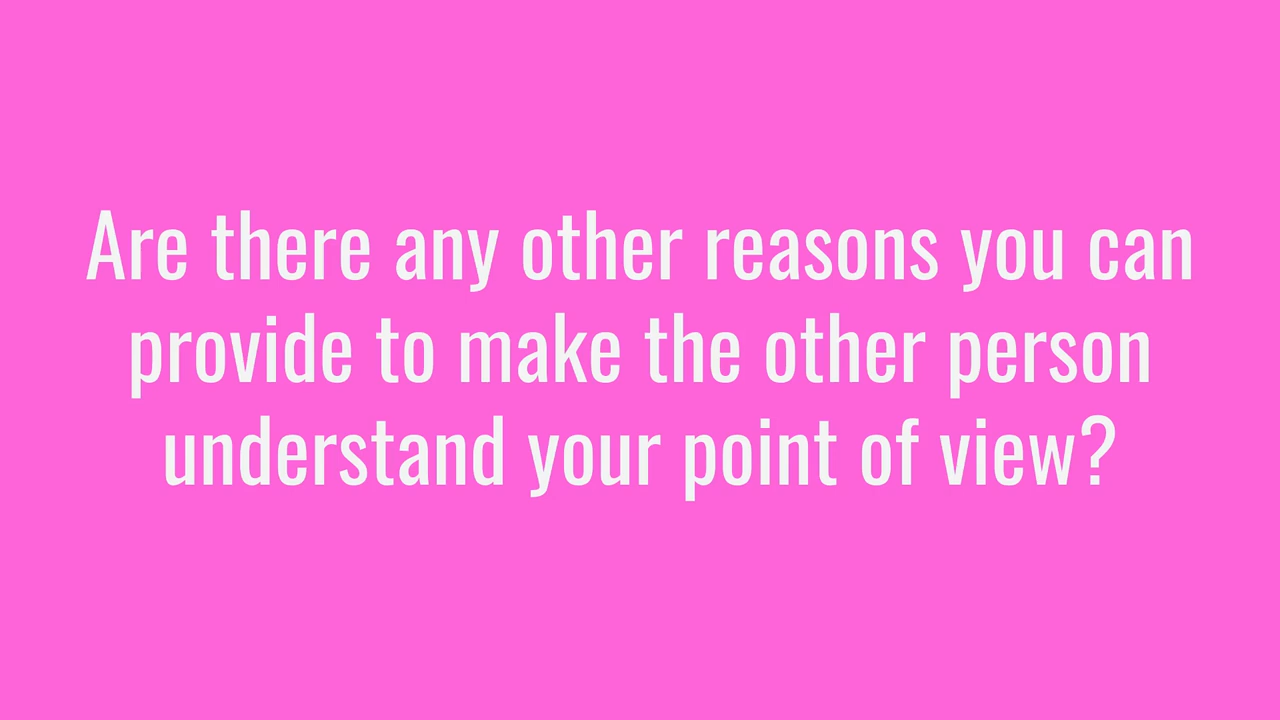 Are there any other reasons you can
provide to make the other person
understand your point of view?